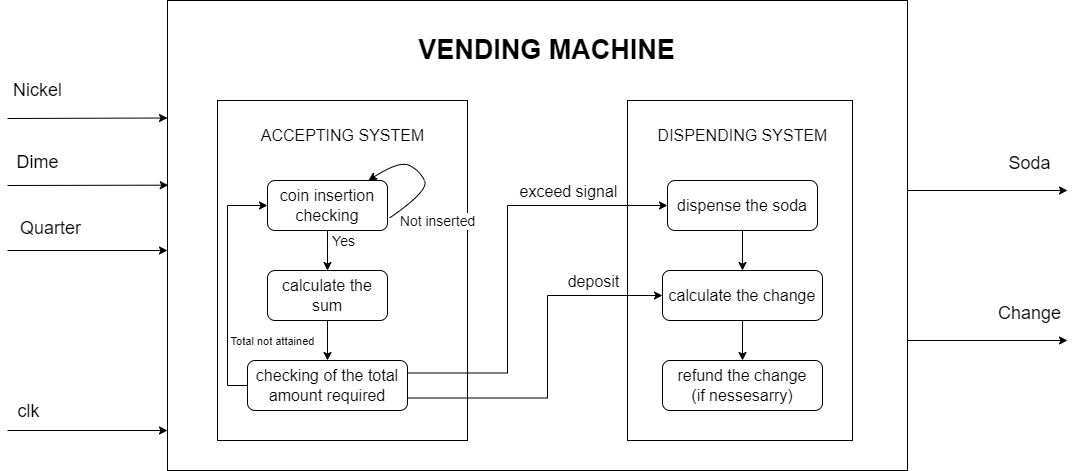 VENDING MACHINE
Nickel
Dime
Quarter
clk
ACCEPTING SYSTEM
coin insertion
checking
Not inserted
Yes
calculate the
sum
Total not attained
checking of the total
amount required
exceed signal
deposit
DISPENDING SYSTEM
dispense the soda
calculate the change
refund the change
(if nessesarry)
Soda
Change